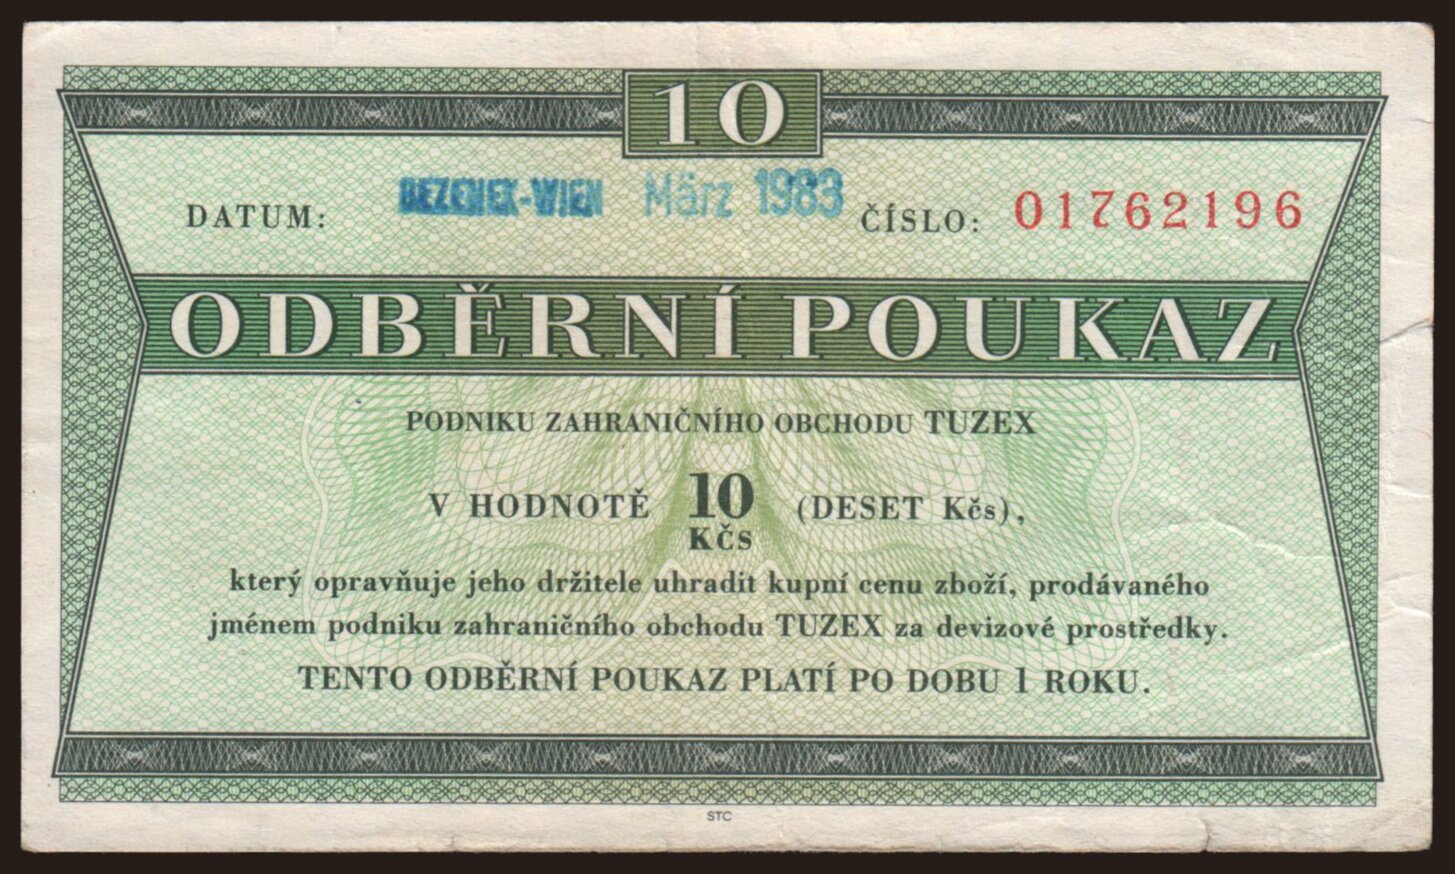 10
DATUM: BEZENEK-WIEN März 1983 ČÍSLO: 01762196
ODBĚRNÍ POUKAZ
PODNIKU ZAHRANIČNÍHO OBCHODU TUZEX
V HODNOTĚ 10 (DESET Kčs),
KČS
který opravňuje jeho držitele uhradit kupní cenu zboží, prodávaného
jménem podniku zahraničního obchodu TUZEX za devizové prostředky.
TENTO ODBĚRNÍ POUKAZ PLATÍ PO DOBU 1 ROKU.
STC